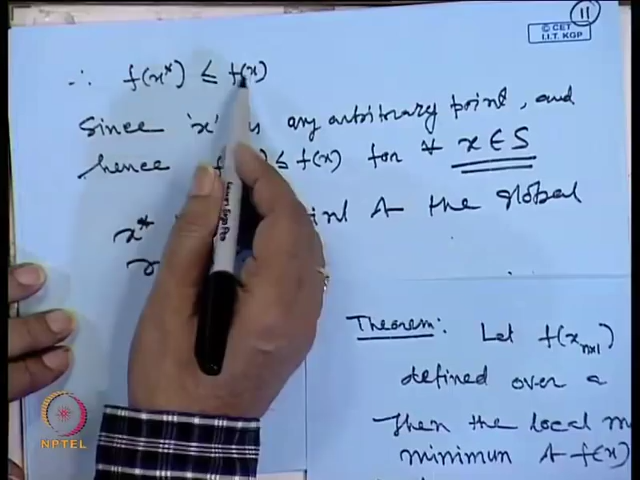 11
© CET
I.I.T. KGP
∴ f(x*) ≤ f(x)
Since 'x' is any arbitrary point, and
hence ≤ f(x) for ∀ x ∈ S
x* the global
Theorem: Let f(x_{n×1})
defined over a
Then the local
minimum of f(x)
NPTEL